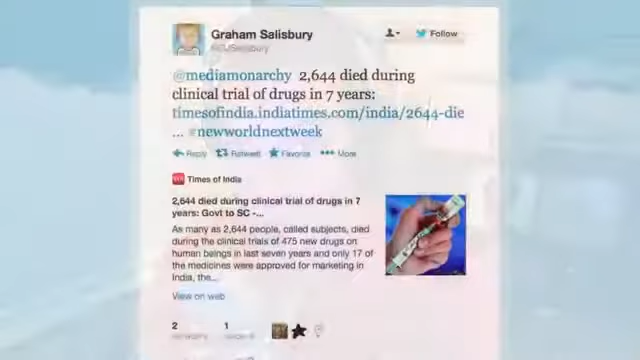 Graham Salisbury
@GJSalisbury
Follow
@mediamonarchy 2,644 died during
clinical trial of drugs in 7 years:
timesofindia.indiatimes.com/india/2644-die
... #newworldnextweek
Reply Retweet Favorite More
Times of India
2,644 died during clinical trial of drugs in 7
years: Govt to SC -...
As many as 2,644 people, called subjects, died
during the clinical trials of 475 new drugs on
human beings in last seven years and only 17 of
the medicines were approved for marketing in
India, the...
View on web
2 1